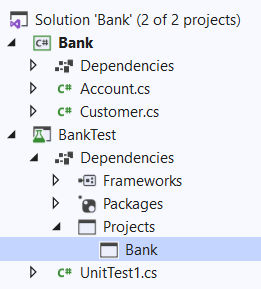 Solution 'Bank' (2 of 2 projects)
C# Bank
Dependencies
C# Account.cs
C# Customer.cs
BankTest
Dependencies
Frameworks
Packages
Projects
Bank
C# UnitTest1.cs